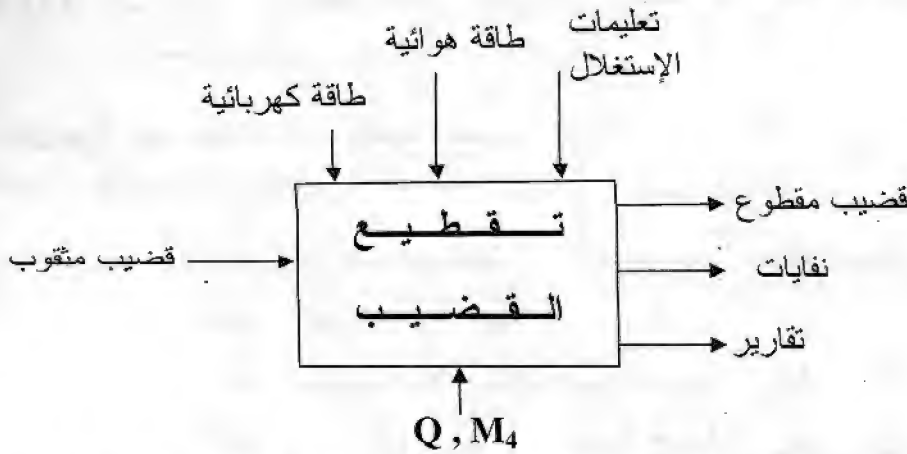 تعليمات
الإستغلال
طاقة هوائية
طاقة كهربائية
تقطيع
القضيب
قضيب مثقوب
قضيب مقطوع
نفايات
تقارير
Q , M4